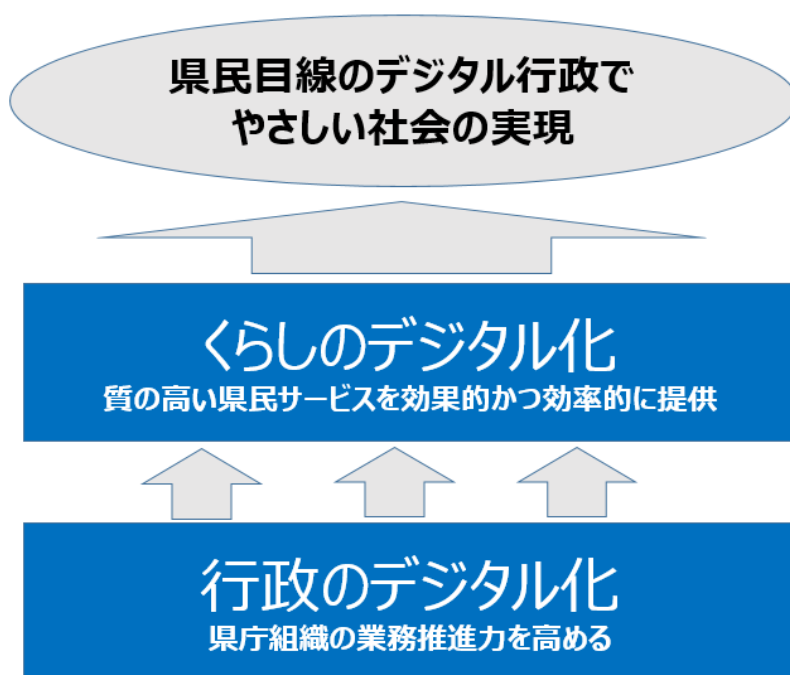 県民目線のデジタル行政で
やさしい社会の実現
くらしのデジタル化
質の高い県民サービスを効果的かつ効率的に提供
行政のデジタル化
県庁組織の業務推進力を高める